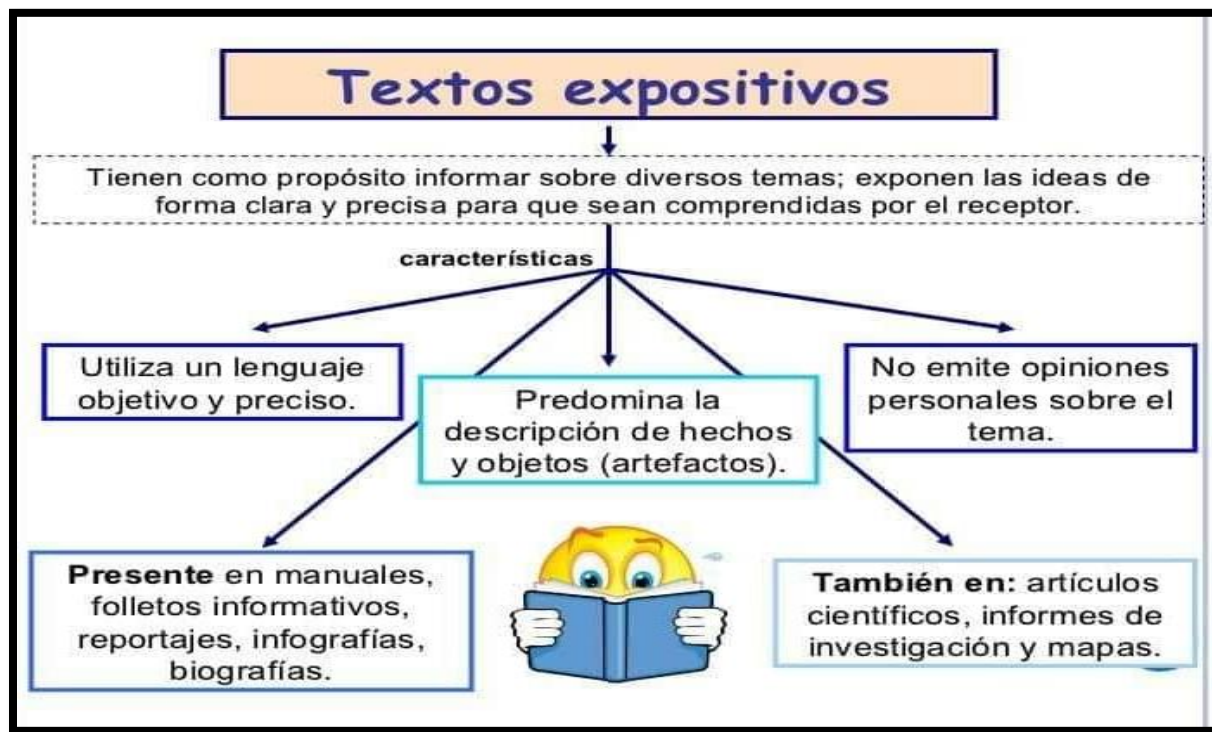 Textos expositivos
Tienen como propósito informar sobre diversos temas; exponen las ideas de
forma clara y precisa para que sean comprendidas por el receptor.
características
Utiliza un lenguaje
objetivo y preciso.
Predomina la
descripción de hechos
y objetos (artefactos).
No emite opiniones
personales sobre el
tema.
Presente en manuales,
folletos informativos,
reportajes, infografías,
biografías.
También en: artículos
científicos, informes de
investigación y mapas.